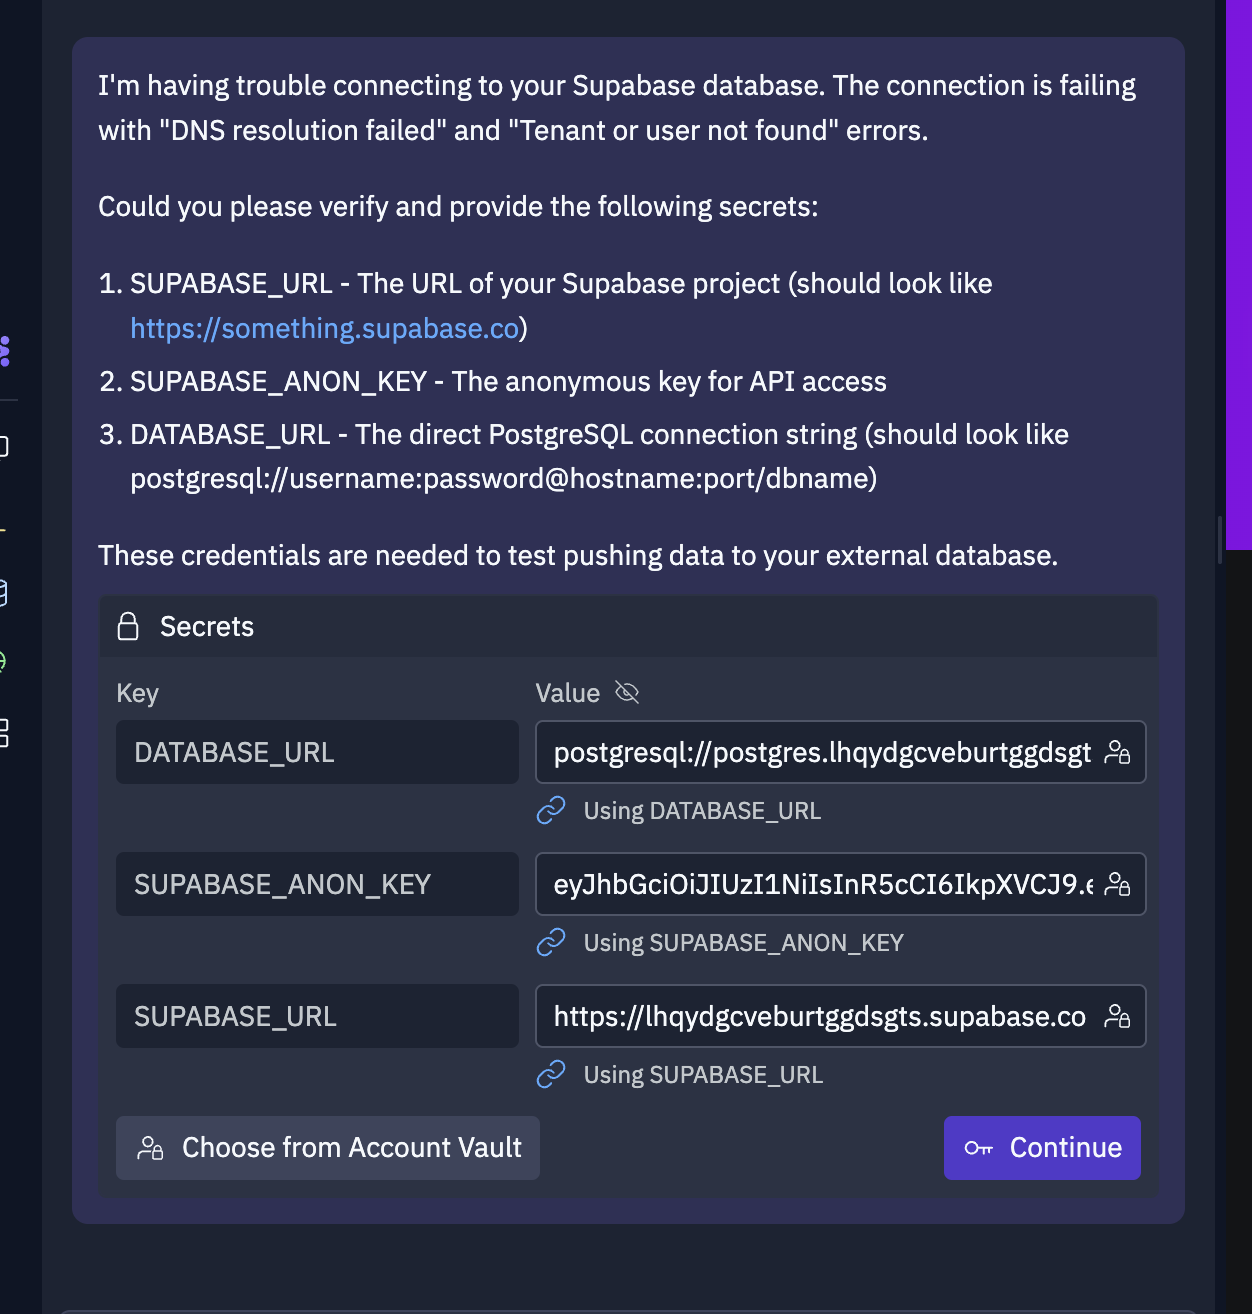 I'm having trouble connecting to your Supabase database. The connection is failing
with "DNS resolution failed" and "Tenant or user not found" errors.
Could you please verify and provide the following secrets:
1. SUPABASE_URL - The URL of your Supabase project (should look like
https://something.supabase.co)
2. SUPABASE_ANON_KEY - The anonymous key for API access
3. DATABASE_URL - The direct PostgreSQL connection string (should look like
postgresql://username:password@hostname:port/dbname)
These credentials are needed to test pushing data to your external database.
Secrets
Key Value
DATABASE_URL postgresql://postgres.lhqydgcveburtggdsgt
Using DATABASE_URL
SUPABASE_ANON_KEY eyJhbGciOiJIUzI1NiIsInR5cCI6IkpXVCJ9.e
Using SUPABASE_ANON_KEY
SUPABASE_URL https://lhqydgcveburtggdsgts.supabase.co
Using SUPABASE_URL
Choose from Account Vault Continue